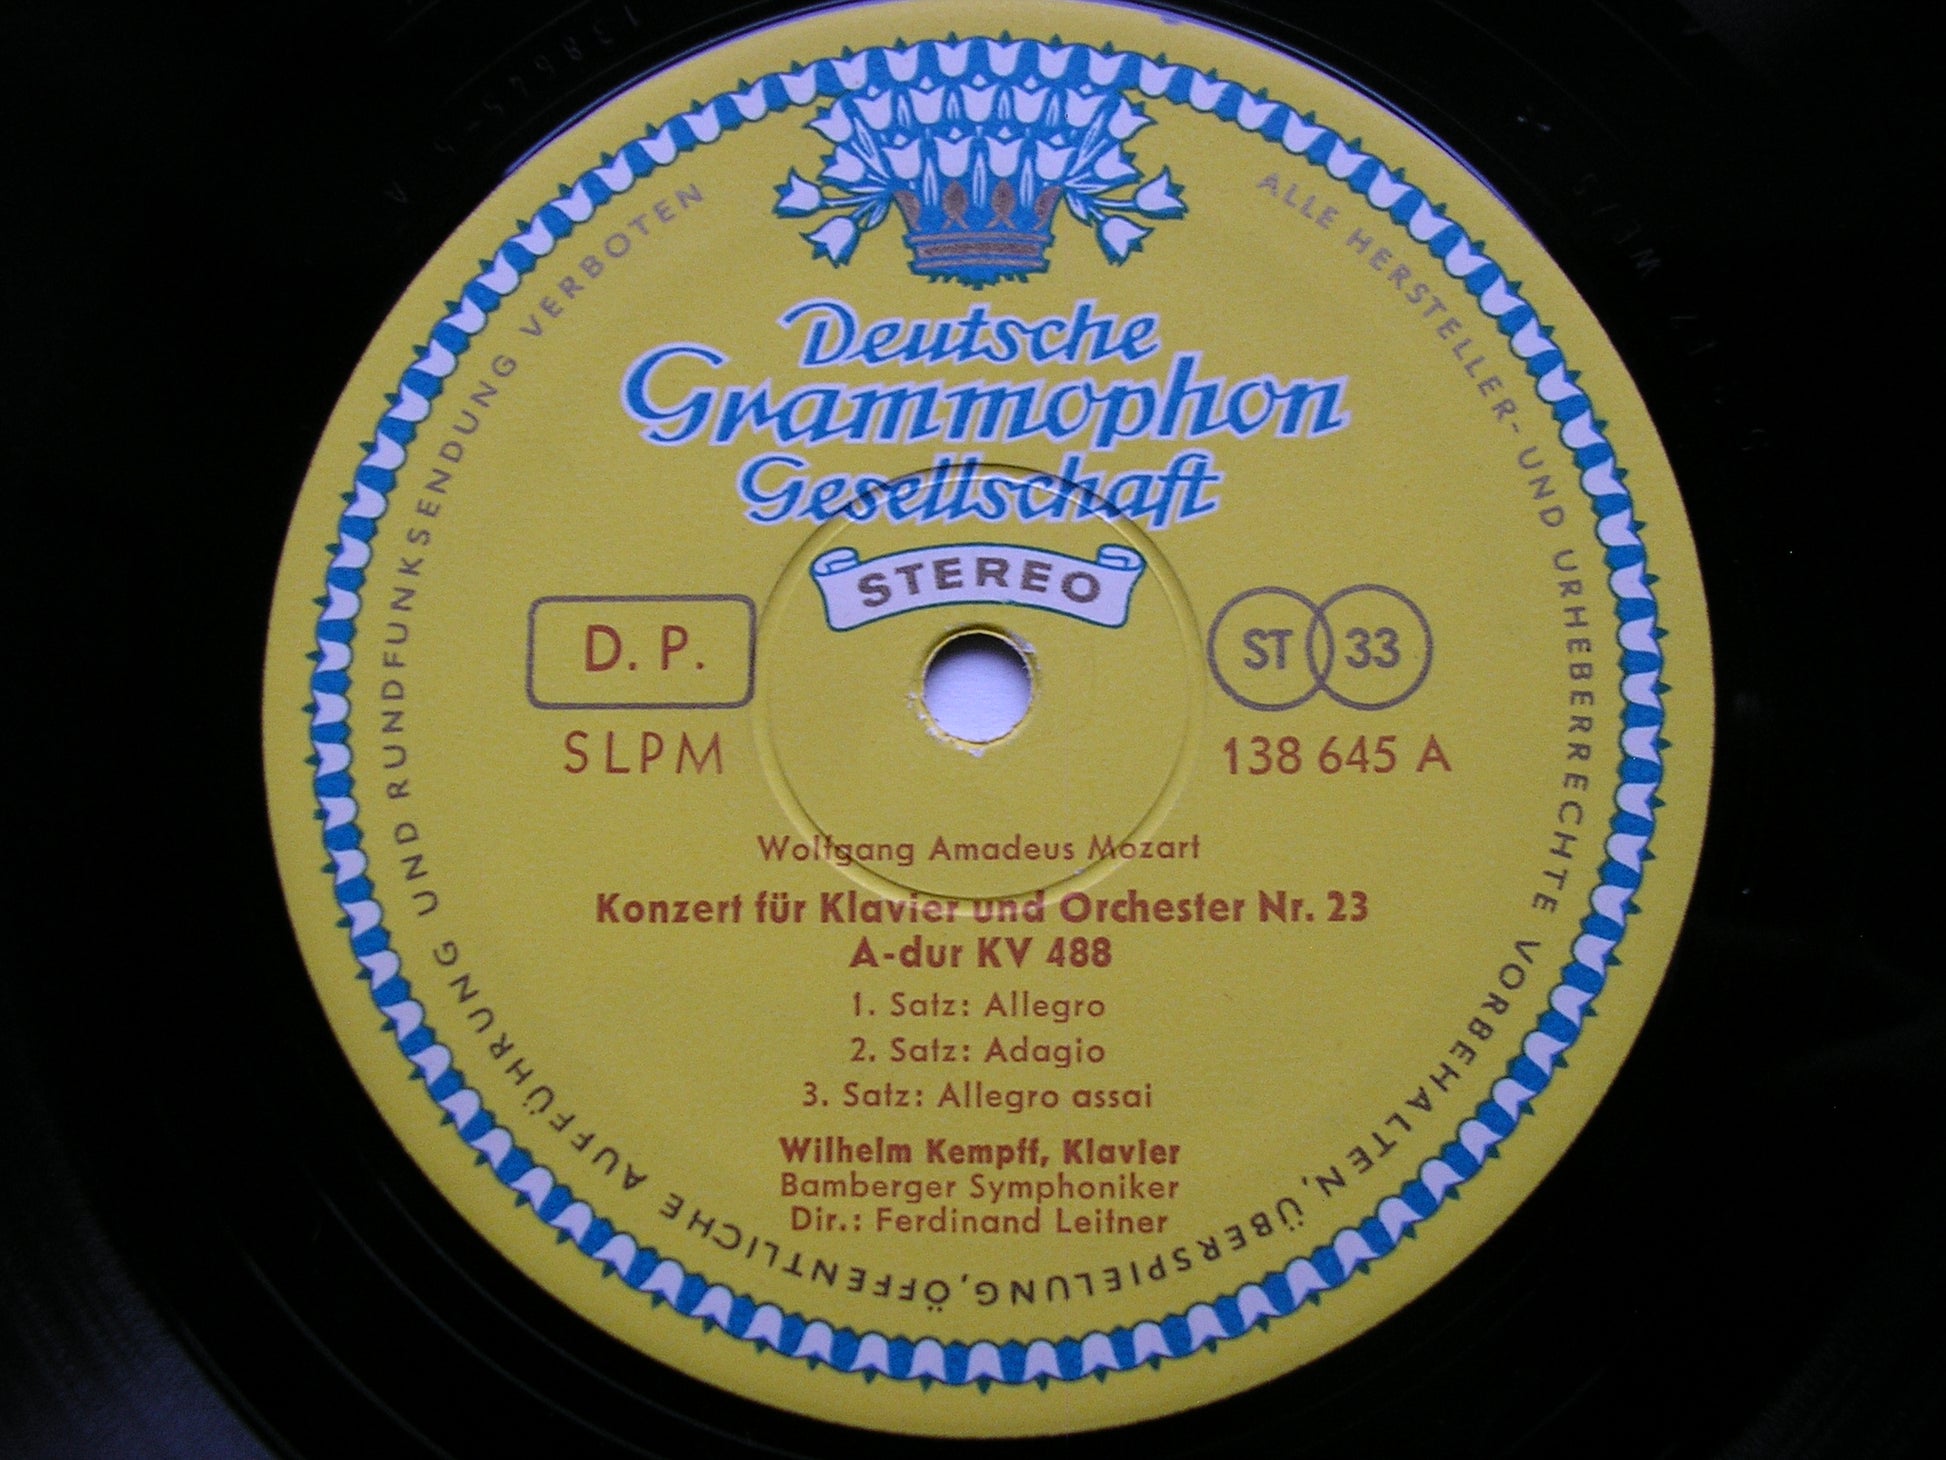 Deutsche
Grammophon
Gesellschaft
STEREO
D. P.
ST 33
SLPM
138 645 A
Wolfgang Amadeus Mozart
Konzert für Klavier und Orchester Nr. 23
A-dur KV 488
1. Satz: Allegro
2. Satz: Adagio
3. Satz: Allegro assai
Wilhelm Kempff, Klavier
Bamberger Symphoniker
Dir.: Ferdinand Leitner
ALLE HERSTELLER- UND URHEBERRECHTE VORBEHALTEN, ÜBERSPIELUNG, ÖFFENTLICHE AUFFÜHRUNG UND RUNDFUNKSENDUNG VERBOTEN